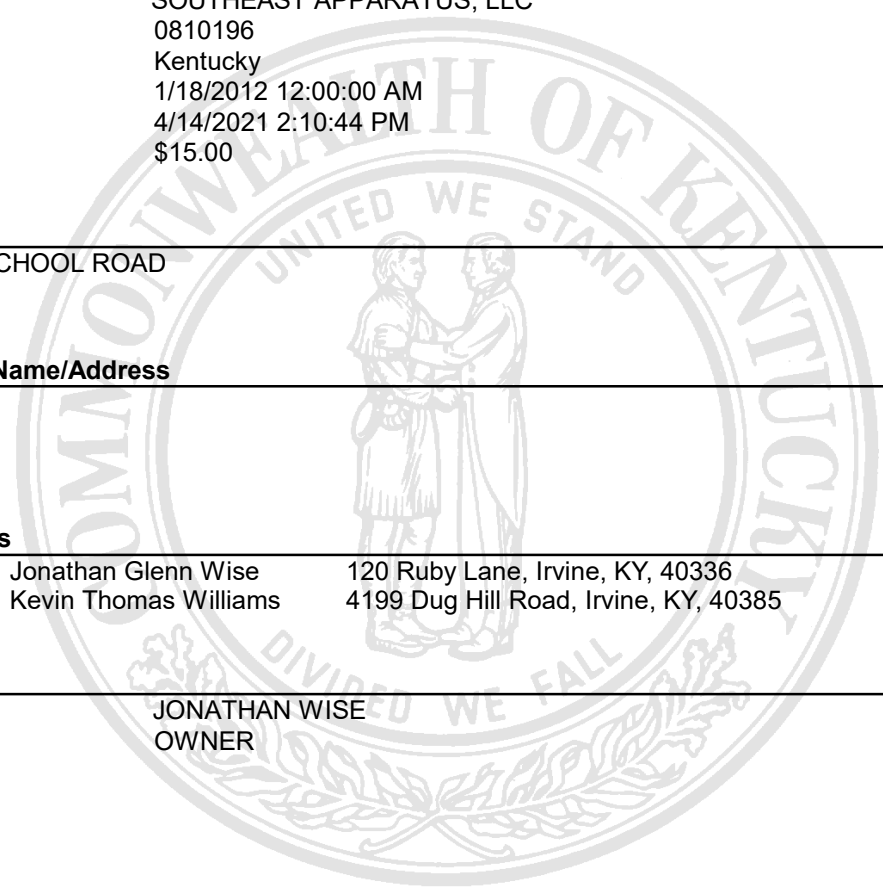 SOUTHEAST APPARATUS, LLC
0810196
Kentucky
1/18/2012 12:00:00 AM
4/14/2021 2:10:44 PM
$15.00
CHOOL ROAD
Name/Address
s
Jonathan Glenn Wise 120 Ruby Lane, Irvine, KY, 40336
Kevin Thomas Williams 4199 Dug Hill Road, Irvine, KY, 40385
JONATHAN WISE
OWNER
COMMONWEALTH OF KENTUCKY
UNITED WE STAND
DIVIDED WE FALL